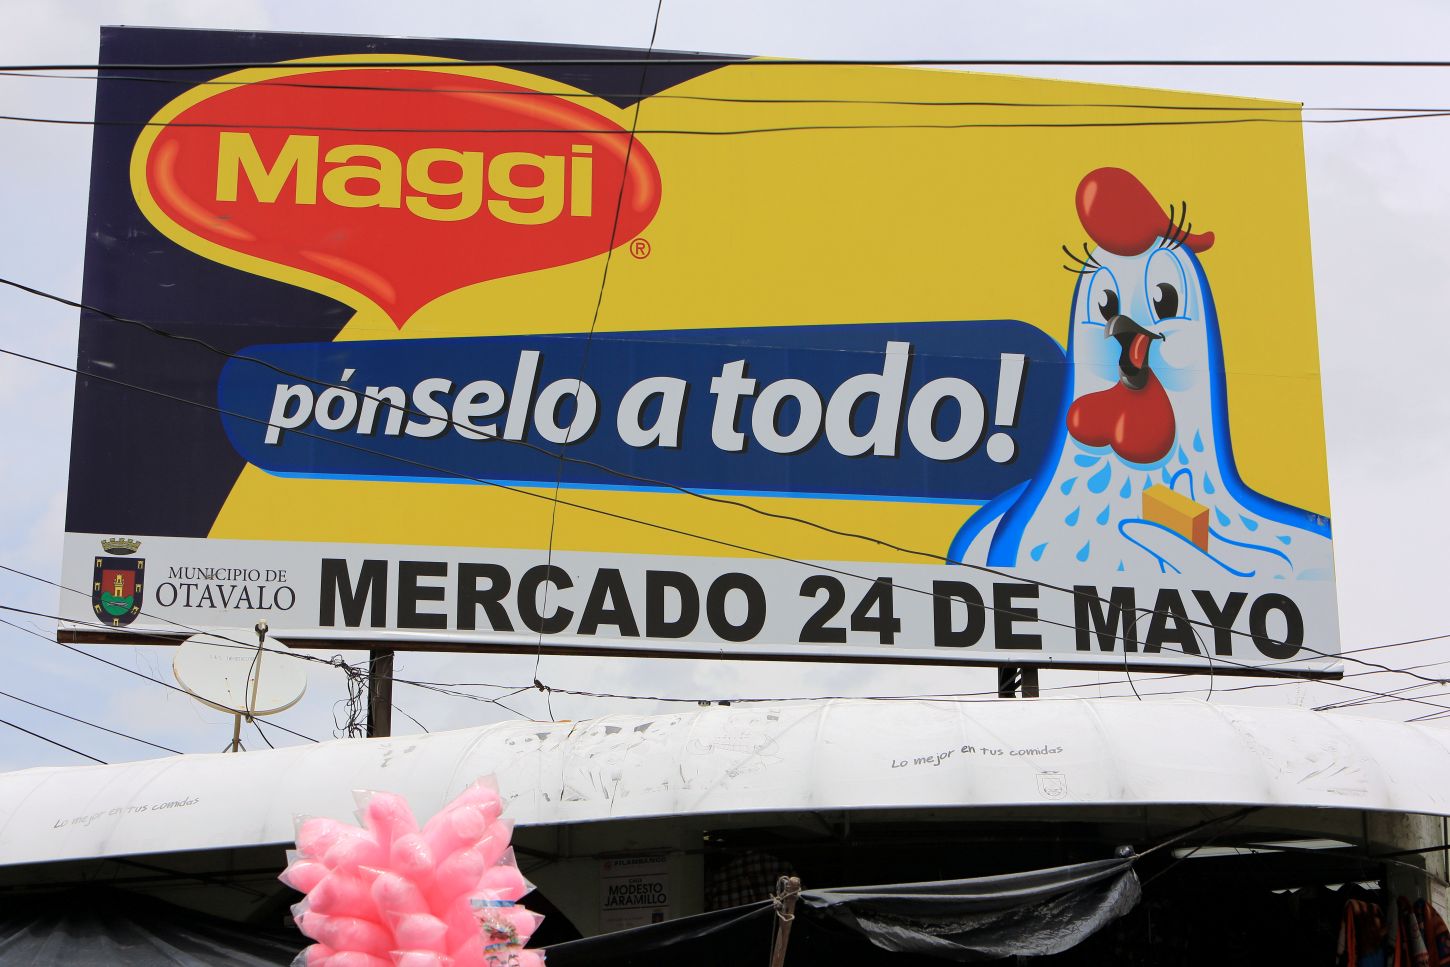 Maggi
®
pónselo a todo!
MUNICIPIO DE
OTAVALO
MERCADO 24 DE MAYO
Lo mejor en tus comidas
Lo mejor en tus comidas
FILANBANCO
MODESTO
JARAMILLO